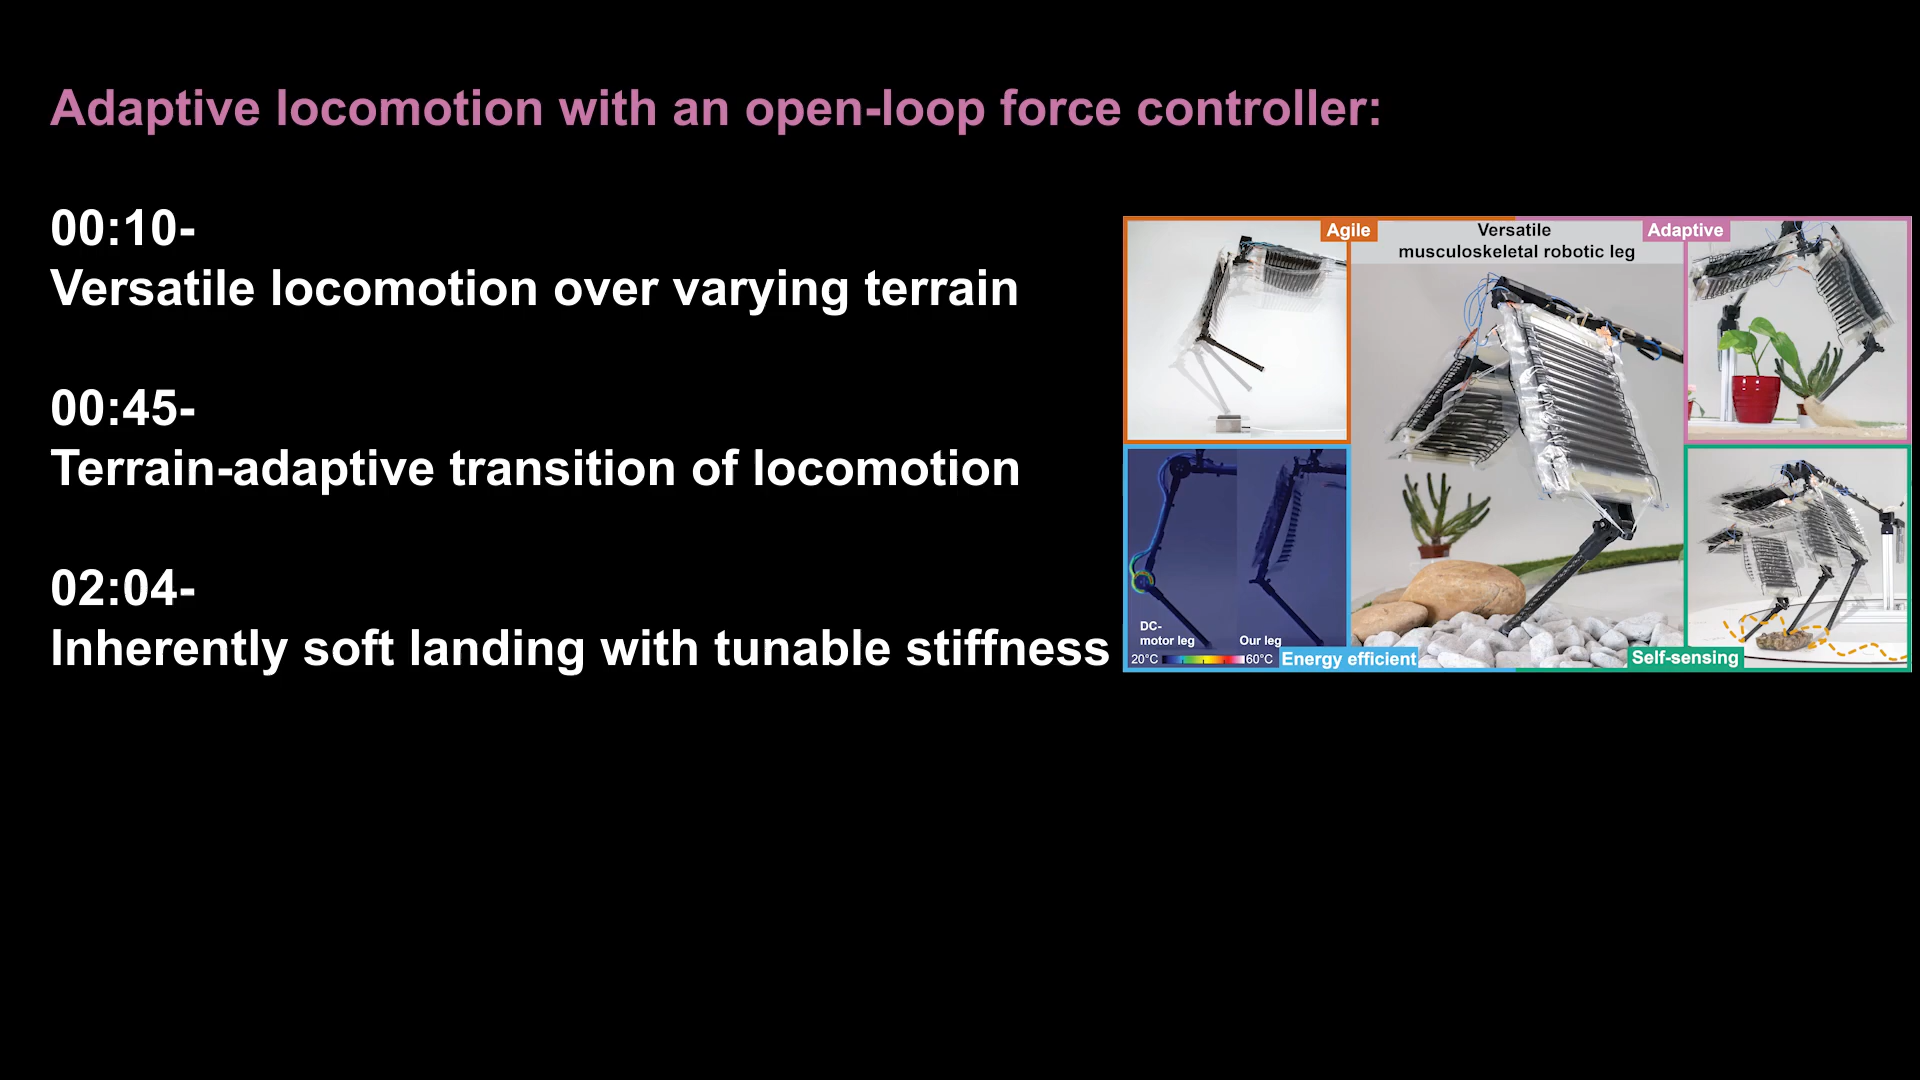 Adaptive locomotion with an open-loop force controller:
00:10-
Versatile locomotion over varying terrain
00:45-
Terrain-adaptive transition of locomotion
02:04-
Inherently soft landing with tunable stiffness
Agile
Versatile
musculoskeletal robotic leg
Adaptive
DC-
motor leg
Our leg
20°C
60°C
Energy efficient
Self-sensing